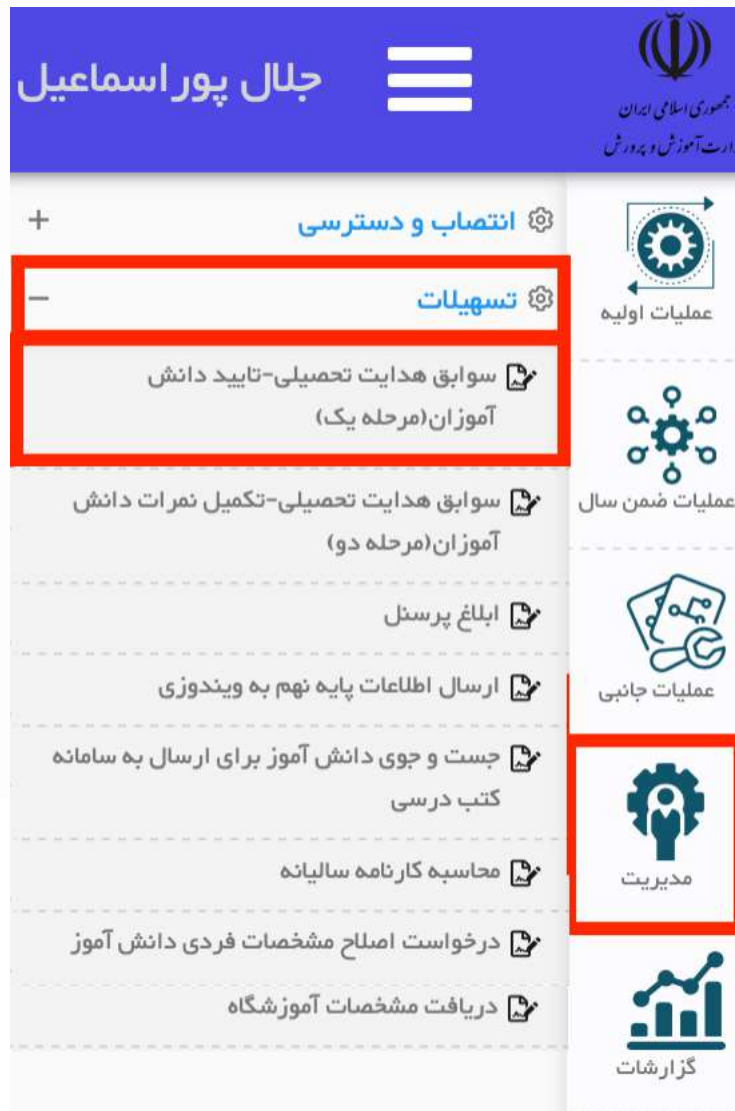 جلال پور اسماعیل
جمهوری اسلامی ایران
ارت آموزش و پرورش
عملیات اولیه
عملیات ضمن سال
عملیات جانبی
مدیریت
گزارشات
انتصاب و دسترسی +
تسهیلات −
سوابق هدایت تحصیلی-تایید دانش
آموزان(مرحله یک)
سوابق هدایت تحصیلی-تکمیل نمرات دانش
آموزان(مرحله دو)
ابلاغ پرسنل
ارسال اطلاعات پایه نهم به ویندوزی
جست و جوی دانش آموز برای ارسال به سامانه
کتب درسی
محاسبه کارنامه سالیانه
درخواست اصلاح مشخصات فردی دانش آموز
دریافت مشخصات آموزشگاه